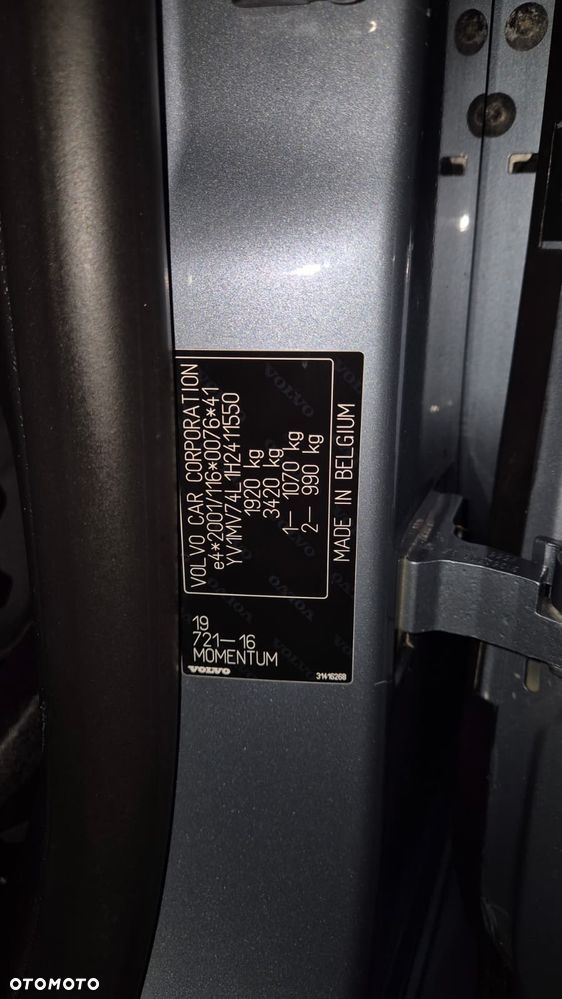 VOLVO CAR CORPORATION
e4*2001/116*0076*41
YV1MV74L1H2411550
1920 kg
3420 kg
1– 1070 kg
2– 990 kg
MADE IN BELGIUM
19
721–16
MOMENTUM
VOLVO
31416268
OTOMOTO